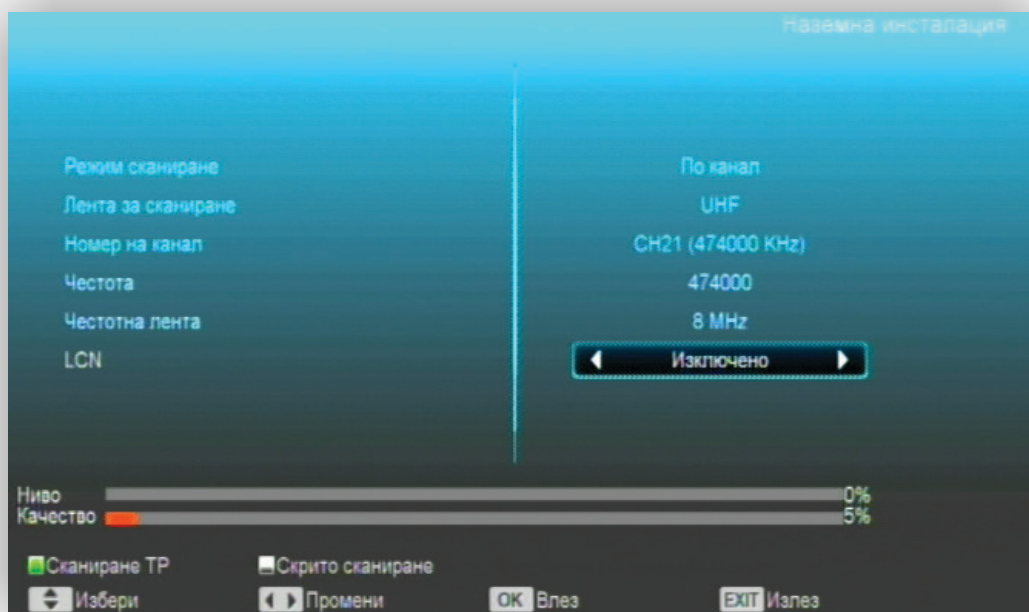 Наземна инсталация
Режим сканиране По канал
Лента за сканиране UHF
Номер на канал CH21 (474000 KHz)
Честота 474000
Честотна лента 8 MHz
LCN Изключено
Ниво 0%
Качество 5%
Сканиране TP Скрито сканиране
Избери Промени OK Влез EXIT Излез